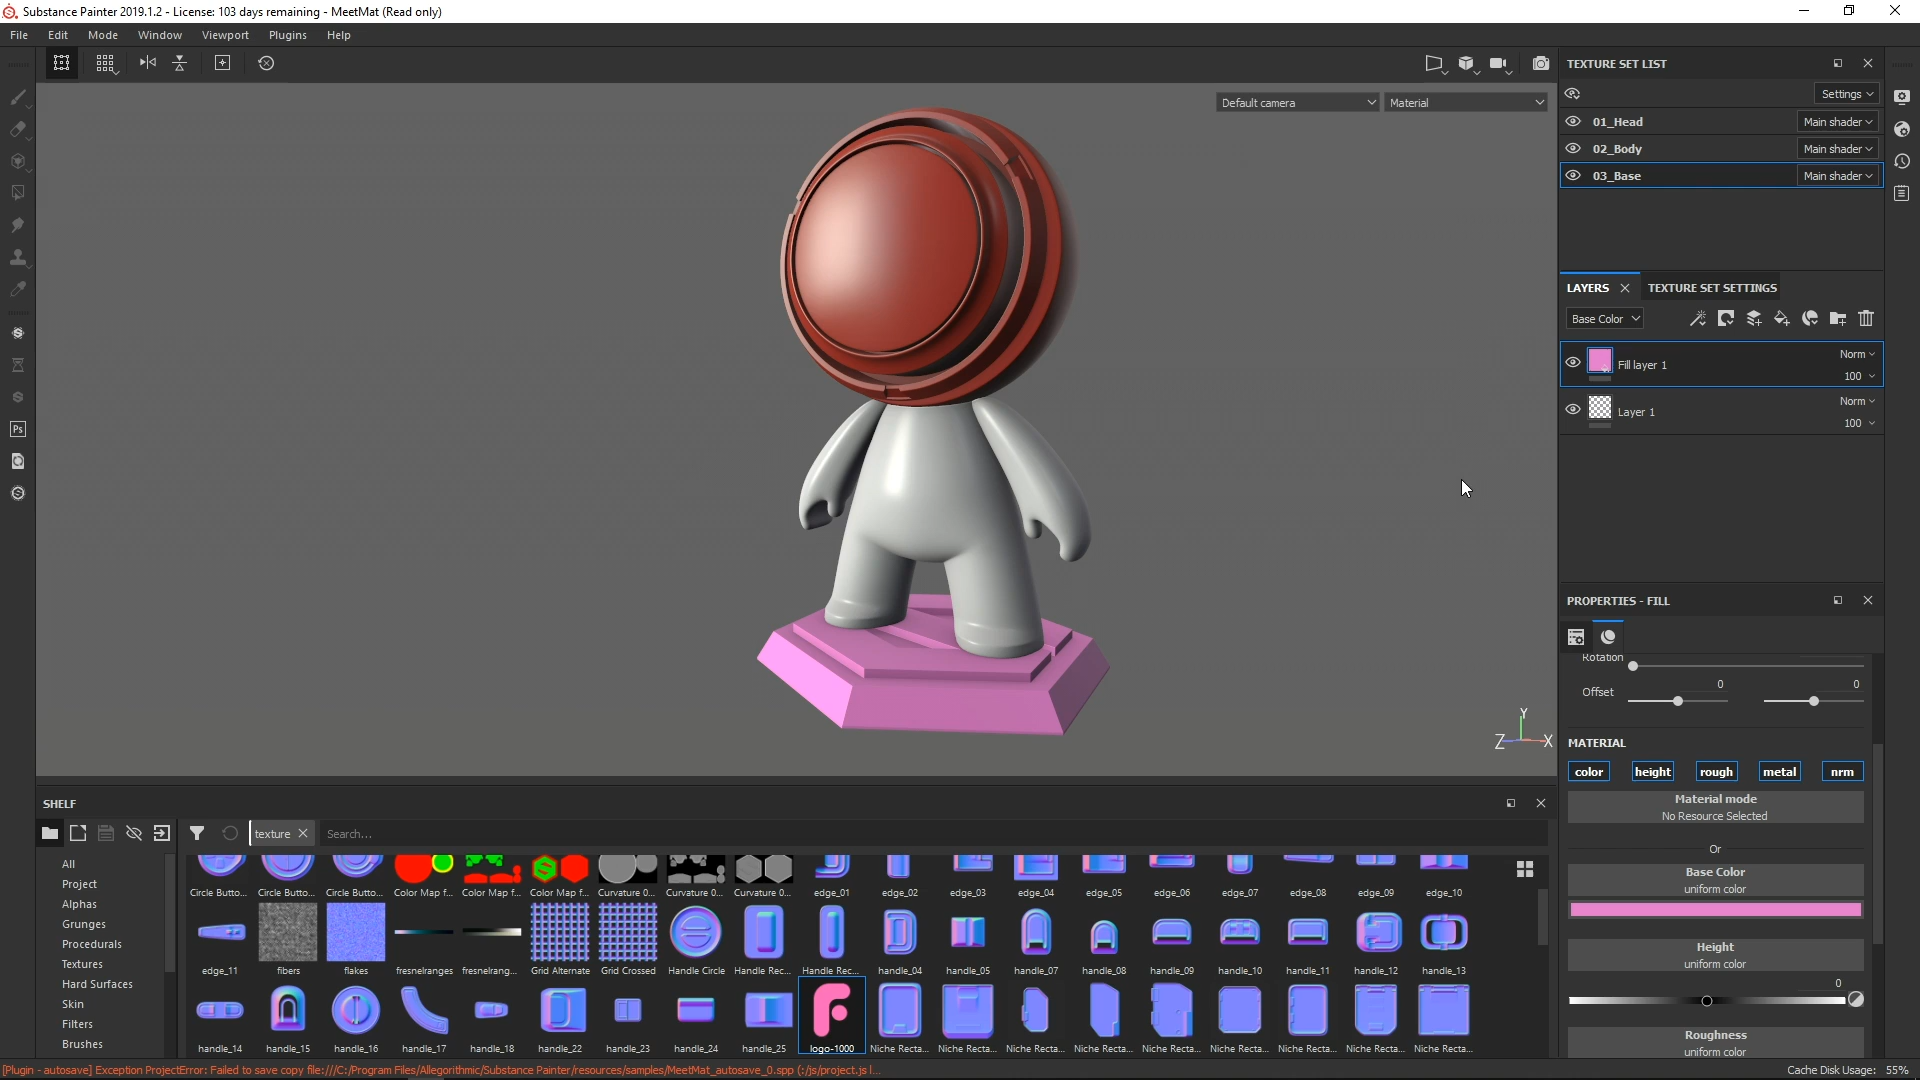 Substance Painter 2019.1.2 - License: 103 days remaining - MeetMat (Read only)
File Edit Mode Window Viewport Plugins Help
Default camera Material
TEXTURE SET LIST
Settings
01_Head Main shader
02_Body Main shader
03_Base Main shader
LAYERS TEXTURE SET SETTINGS
Base Color
Fill layer 1 Norm
100
Layer 1 Norm
100
PROPERTIES - FILL
Rotation
Offset 0 0
MATERIAL
color height rough metal nrm
Material mode
No Resource Selected
Or
Base Color
uniform color
Height
uniform color
0
Roughness
uniform color
Y
Z X
Ps
SHELF
texture Search...
All
Project
Alphas
Grunges
Procedurals
Textures
Hard Surfaces
Skin
Filters
Brushes
Circle Butto... Circle Butto... Circle Butto... Color Map f... Color Map f... Color Map f... Curvature 0... Curvature 0... Curvature 0... edge_01 edge_02 edge_03 edge_04 edge_05 edge_06 edge_07 edge_08 edge_09 edge_10
edge_11 fibers flakes fresnelranges fresnelrang... Grid Alternate Grid Crossed Handle Circle Handle Rec... Handle Rec... handle_04 handle_05 handle_07 handle_08 handle_09 handle_10 handle_11 handle_12 handle_13
handle_14 handle_15 handle_16 handle_17 handle_18 handle_22 handle_23 handle_24 handle_25 logo-1000 Niche Recta... Niche Recta... Niche Recta... Niche Recta... Niche Recta... Niche Recta... Niche Recta... Niche Recta... Niche Recta...
[Plugin - autosave] Exception ProjectError: Failed to save copy file:///C:/Program Files/Allegorithmic/Substance Painter/resources/samples/MeetMat_autosave_0.spp (:/js/project.js l...
Cache Disk Usage: 55%